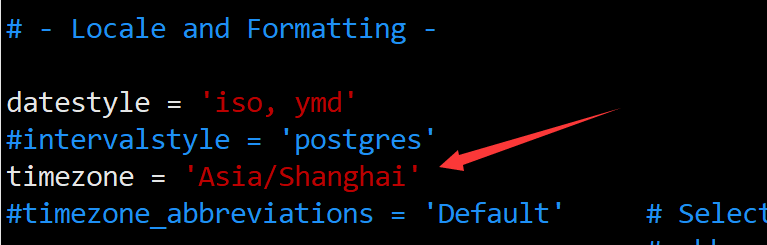 # - Locale and Formatting -
datestyle = 'iso, ymd'
#intervalstyle = 'postgres'
timezone = 'Asia/Shanghai'
#timezone_abbreviations = 'Default' # Select